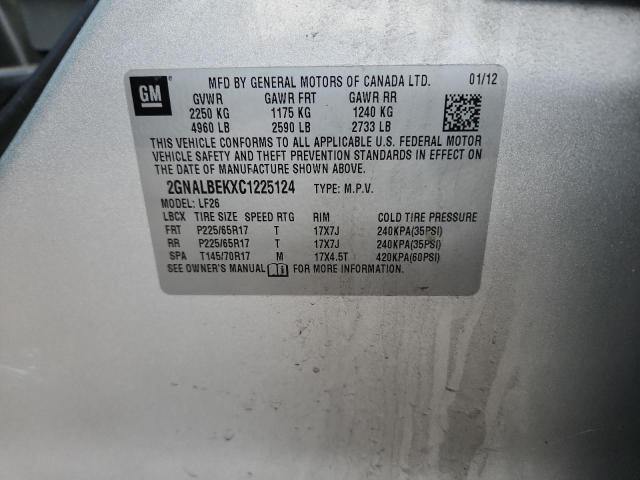 GM
MFD BY GENERAL MOTORS OF CANADA LTD. 01/12
GVWR GAWR FRT GAWR RR
2250 KG 1175 KG 1240 KG
4960 LB 2590 LB 2733 LB
THIS VEHICLE CONFORMS TO ALL APPLICABLE U.S. FEDERAL MOTOR
VEHICLE SAFETY AND THEFT PREVENTION STANDARDS IN EFFECT ON
THE DATE OF MANUFACTURE SHOWN ABOVE.
2GNALBEKXC1225124 TYPE: M.P.V.
MODEL: LF26
LBCX TIRE SIZE SPEED RTG RIM COLD TIRE PRESSURE
FRT P225/65R17 T 17X7J 240KPA(35PSI)
RR P225/65R17 T 17X7J 240KPA(35PSI)
SPA T145/70R17 M 17X4.5T 420KPA(60PSI)
SEE OWNER'S MANUAL FOR MORE INFORMATION.